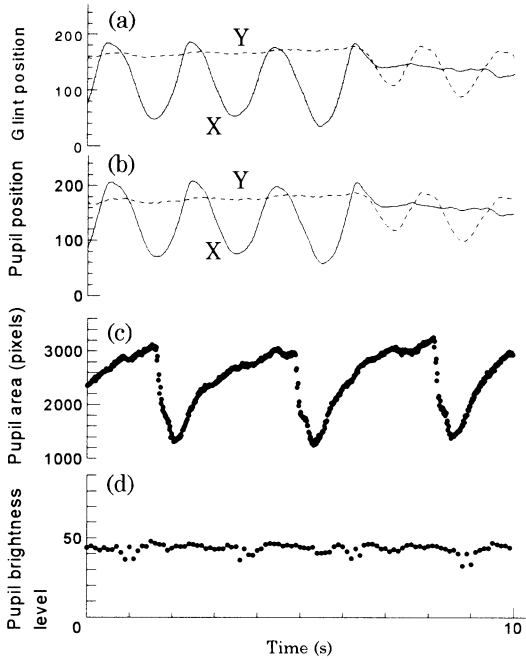 (a)
Glint position
200
100
0
Y
X
(b)
Pupil position
200
100
0
Y
X
(c)
Pupil area (pixels)
3000
2000
1000
(d)
Pupil brightness
level
50
0
0
10
Time (s)